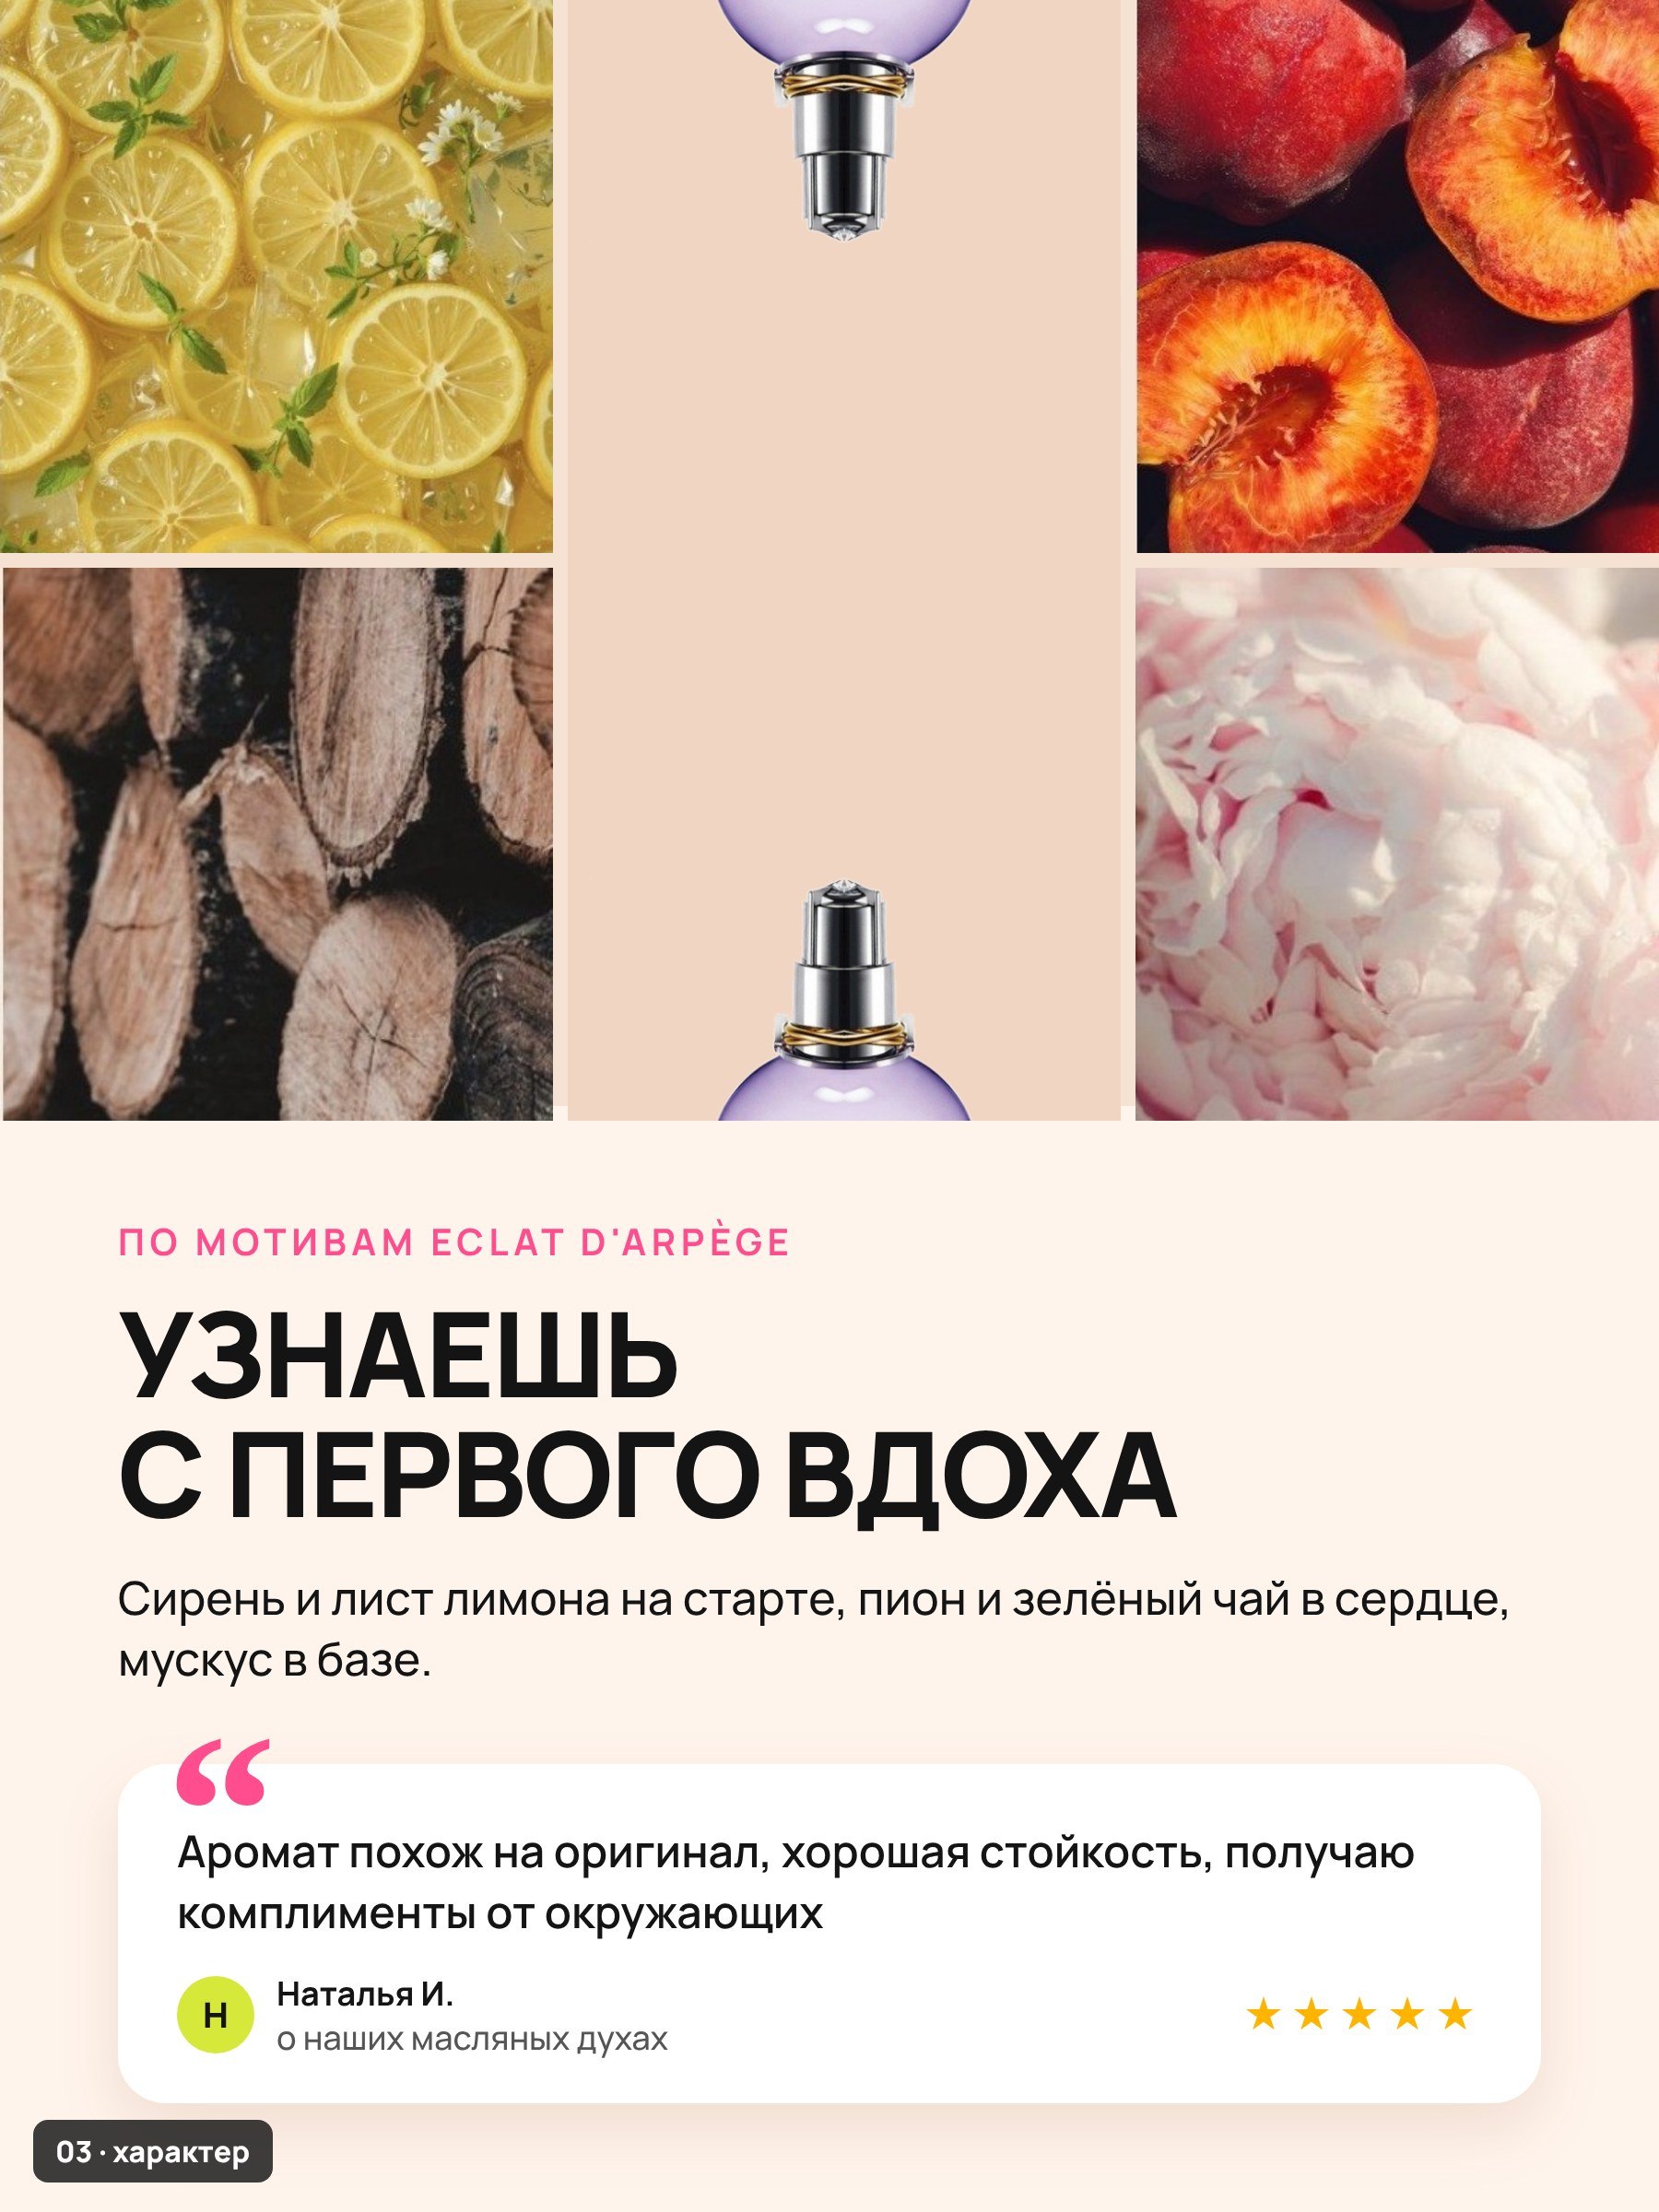 ПО МОТИВАМ ECLAT D'ARPÈGE
УЗНАЕШЬ
С ПЕРВОГО ВДОХА
Сирень и лист лимона на старте, пион и зелёный чай в сердце,
мускус в базе.
“
Аромат похож на оригинал, хорошая стойкость, получаю
комплименты от окружающих
Н
Наталья И.
о наших масляных духах
★★★★★
03 · характер